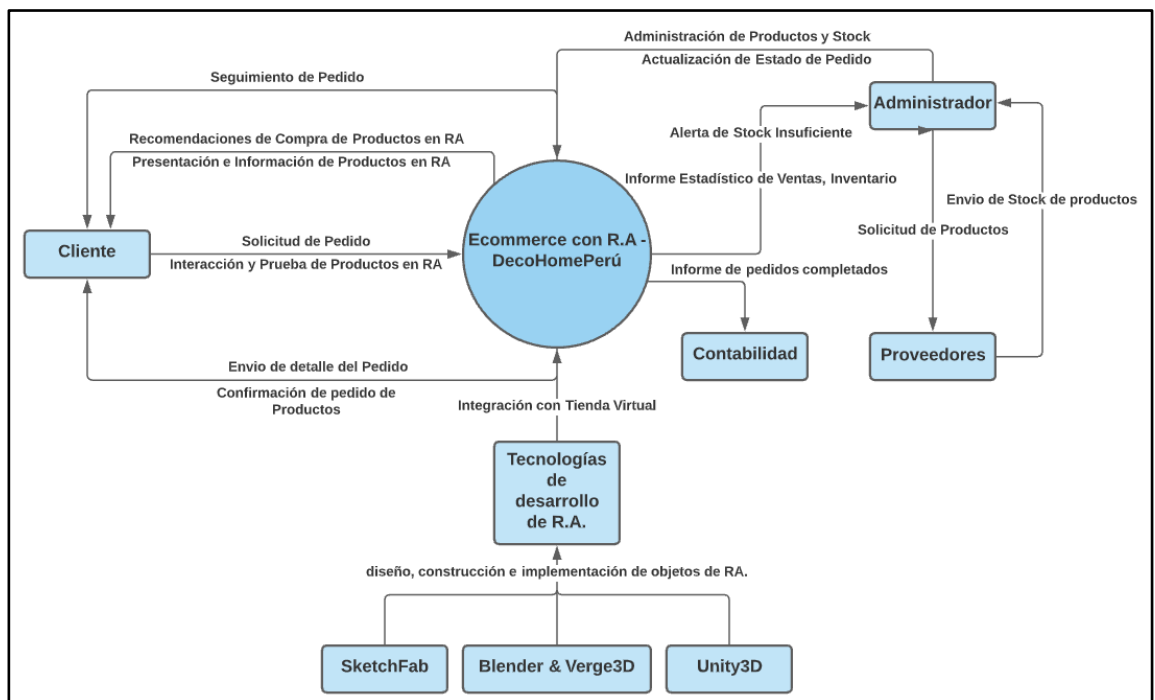 Administración de Productos y Stock
Actualización de Estado de Pedido
Seguimiento de Pedido
Administrador
Recomendaciones de Compra de Productos en RA
Presentación e Información de Productos en RA
Alerta de Stock Insuficiente
Informe Estadístico de Ventas, Inventario
Envio de Stock de productos
Solicitud de Productos
Cliente
Solicitud de Pedido
Interacción y Prueba de Productos en RA
Ecommerce con R.A -
DecoHomePerú
Informe de pedidos completados
Contabilidad
Proveedores
Envio de detalle del Pedido
Confirmación de pedido de
Productos
Integración con Tienda Virtual
Tecnologías
de
desarrollo
de R.A.
diseño, construcción e implementación de objetos de RA.
SketchFab
Blender & Verge3D
Unity3D